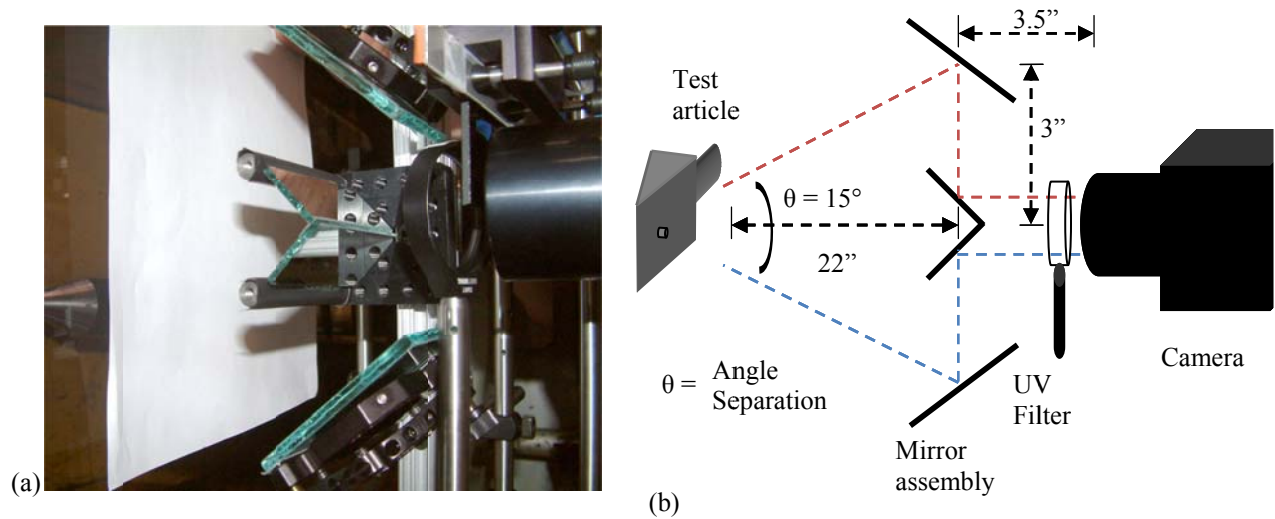 3.5”
Test
article
3”
θ = 15°
22”
Camera
θ = Angle
Separation
UV
Filter
Mirror
assembly
(a)
(b)